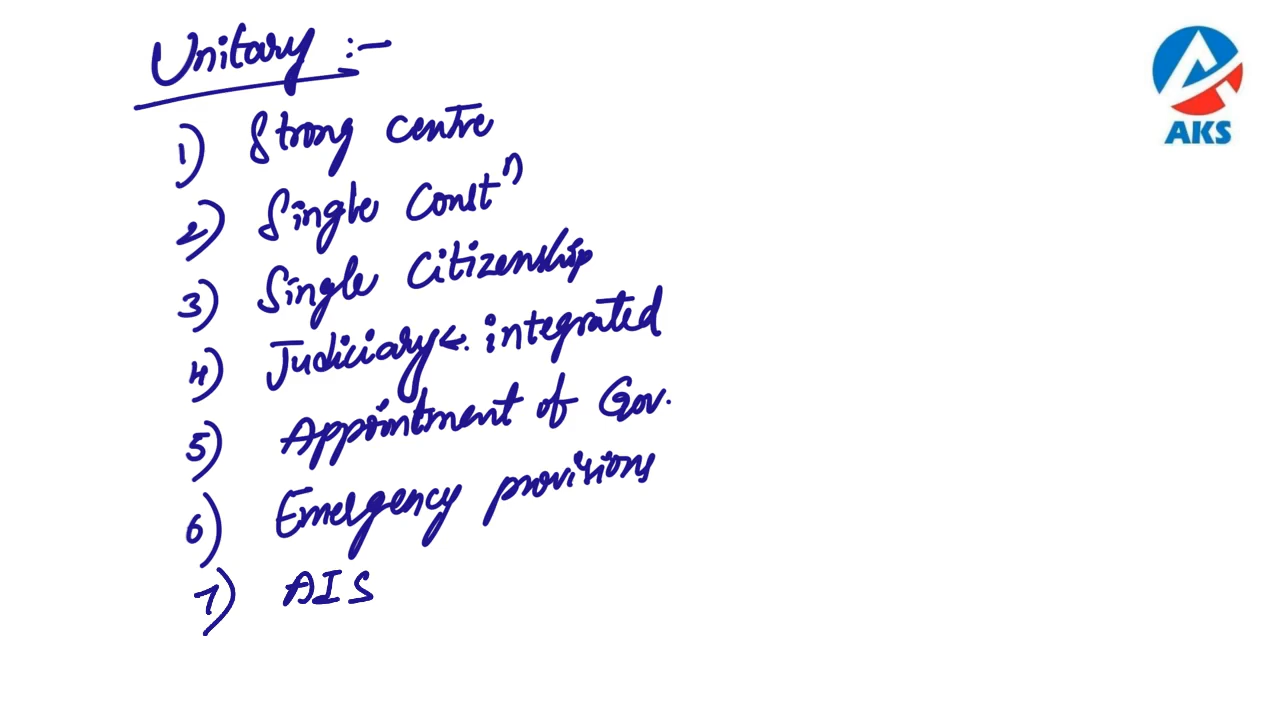 Unitary :-
AKS
1) Strong centre
2) Single Constⁿ
3) Single Citizenship
4) Judiciary <. integrated
5) Appointment of Gov.
6) Emergency provisions
7) AIS